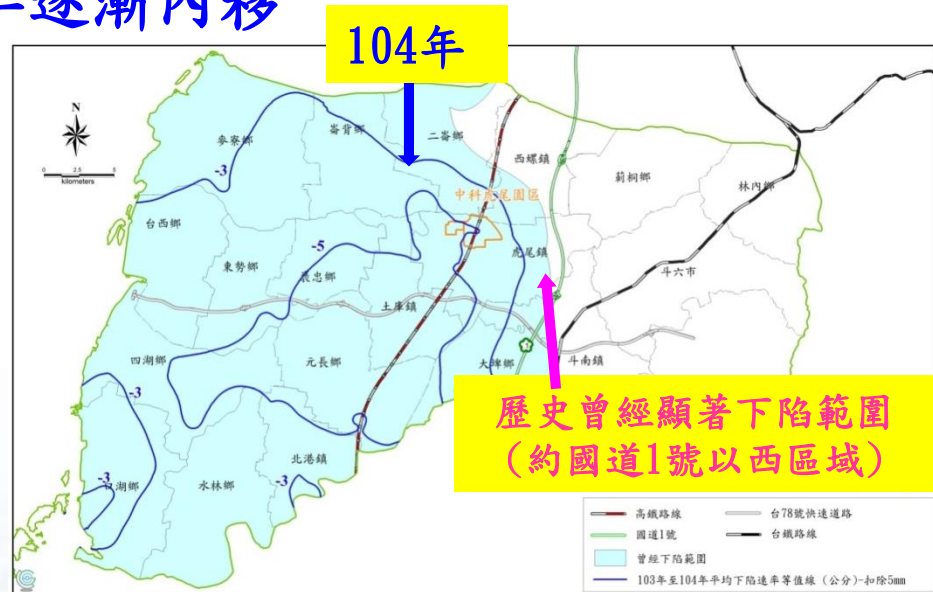 逐漸內移
104年
N
0 2.5 5
kilometers
麥寮鄉
崙背鄉
二崙鄉
西螺鎮
莿桐鄉
林內鄉
-3
中科虎尾園區
台西鄉
-5
虎尾鎮
東勢鄉
褒忠鄉
斗六市
土庫鎮
四湖鄉
元長鄉
大埤鄉
斗南鎮
-3
歷史曾經顯著下陷範圍
(約國道1號以西區域)
北港鎮
-3
-3
口湖鄉
水林鄉
高鐵路線
台78號快速道路
國道1號
台鐵路線
曾經下陷範圍
103年至104年平均下陷速率等值線 (公分)-扣除5mm